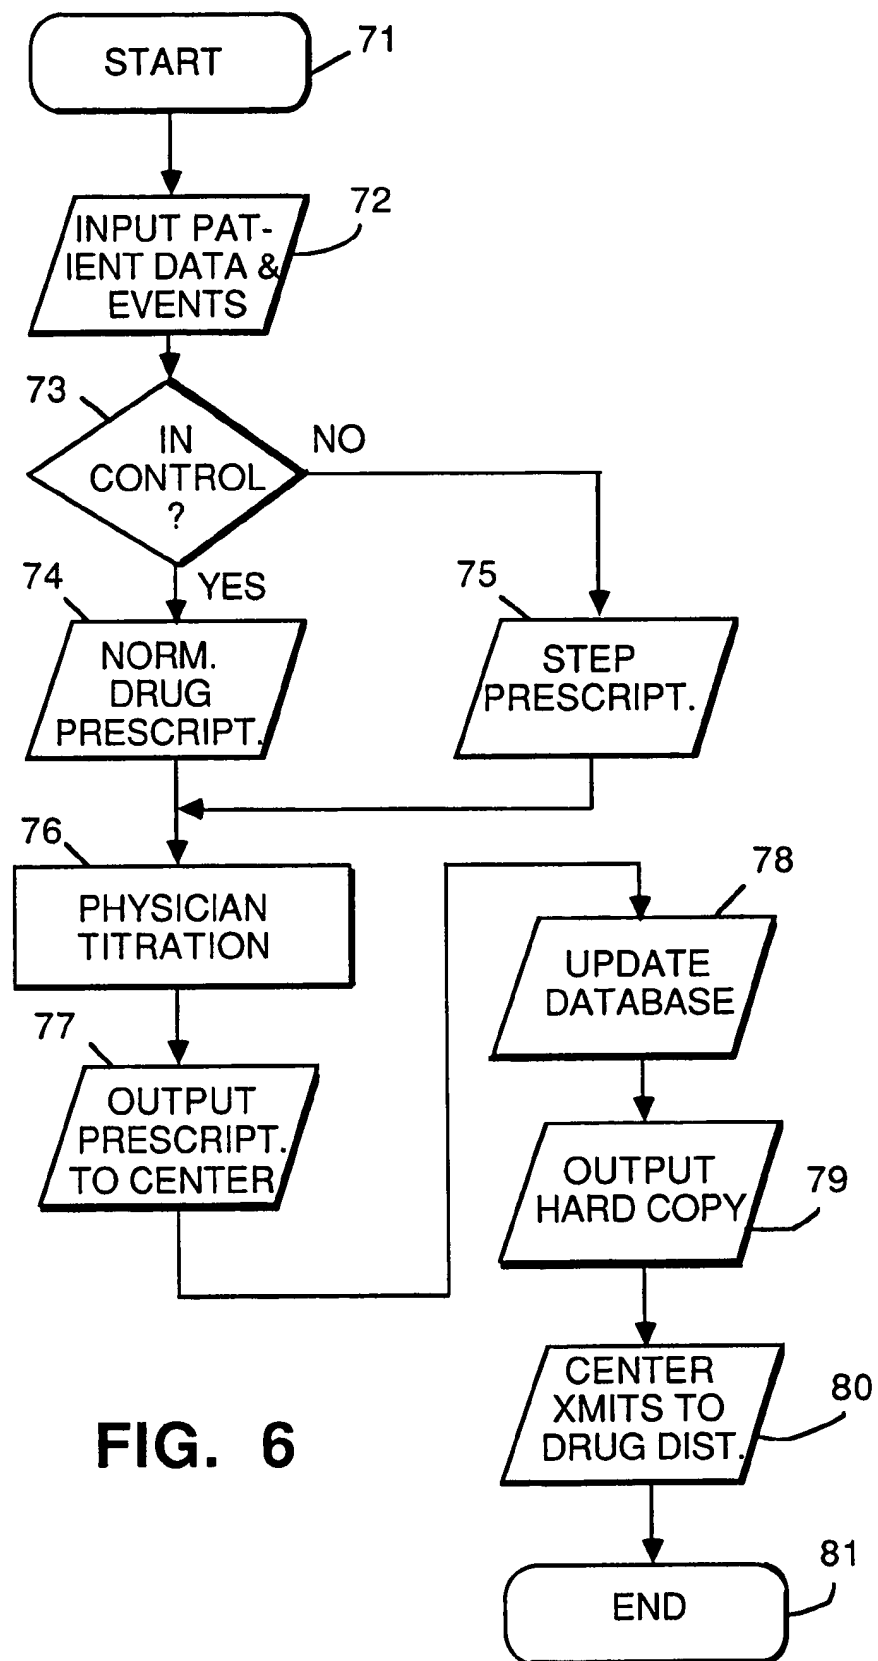 START
71
72
INPUT PAT-
IENT DATA &
EVENTS
73
IN
CONTROL
?
NO
YES
74
NORM.
DRUG
PRESCRIPT.
75
STEP
PRESCRIPT.
76
PHYSICIAN
TITRATION
77
OUTPUT
PRESCRIPT.
TO CENTER
78
UPDATE
DATABASE
OUTPUT
HARD COPY
79
CENTER
XMITS TO
DRUG DIST.
80
FIG. 6
END
81